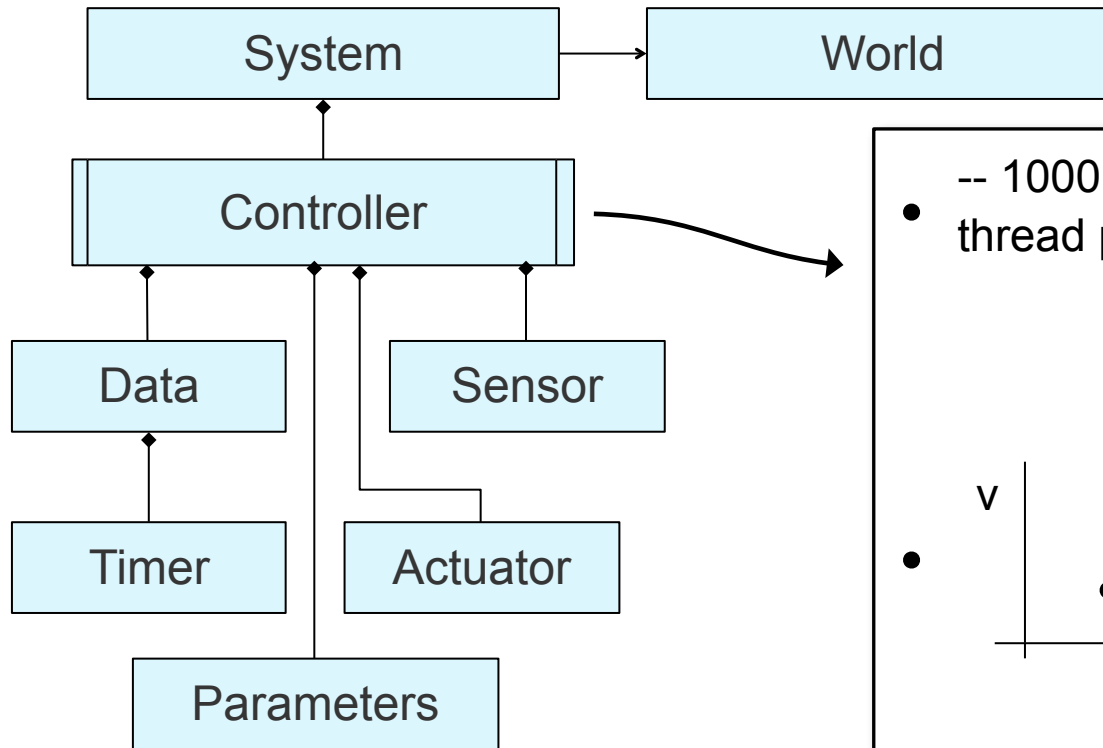 System
World
Controller
-- 1000
thread
Data
Sensor
v
Timer
Actuator
Parameters